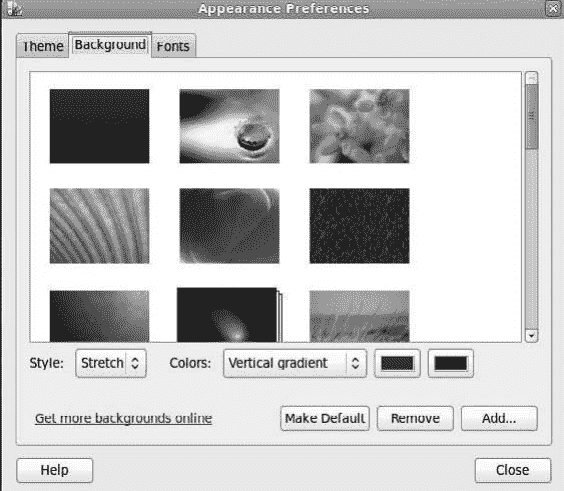 Appearance Preferences
Theme Background Fonts
Style: Stretch Colors: Vertical gradient
Get more backgrounds online Make Default Remove Add...
Help Close